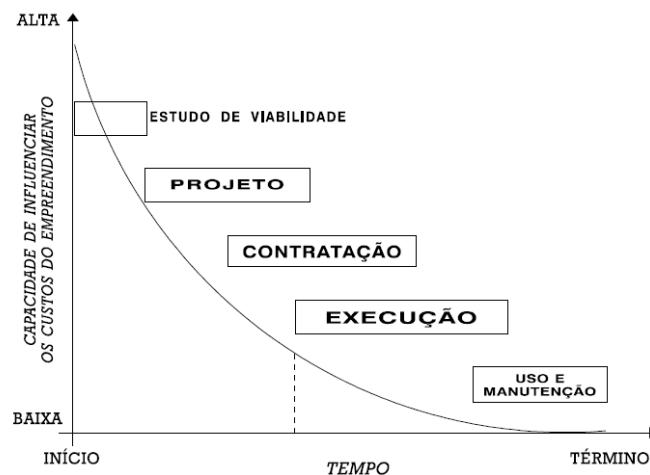 ALTA
CAPACIDADE DE INFLUENCIAR
OS CUSTOS DO EMPREENDIMENTO
ESTUDO DE VIABILIDADE
PROJETO
CONTRATAÇÃO
EXECUÇÃO
USO E
MANUTENÇÃO
BAIXA
INÍCIO
TEMPO
TÉRMINO